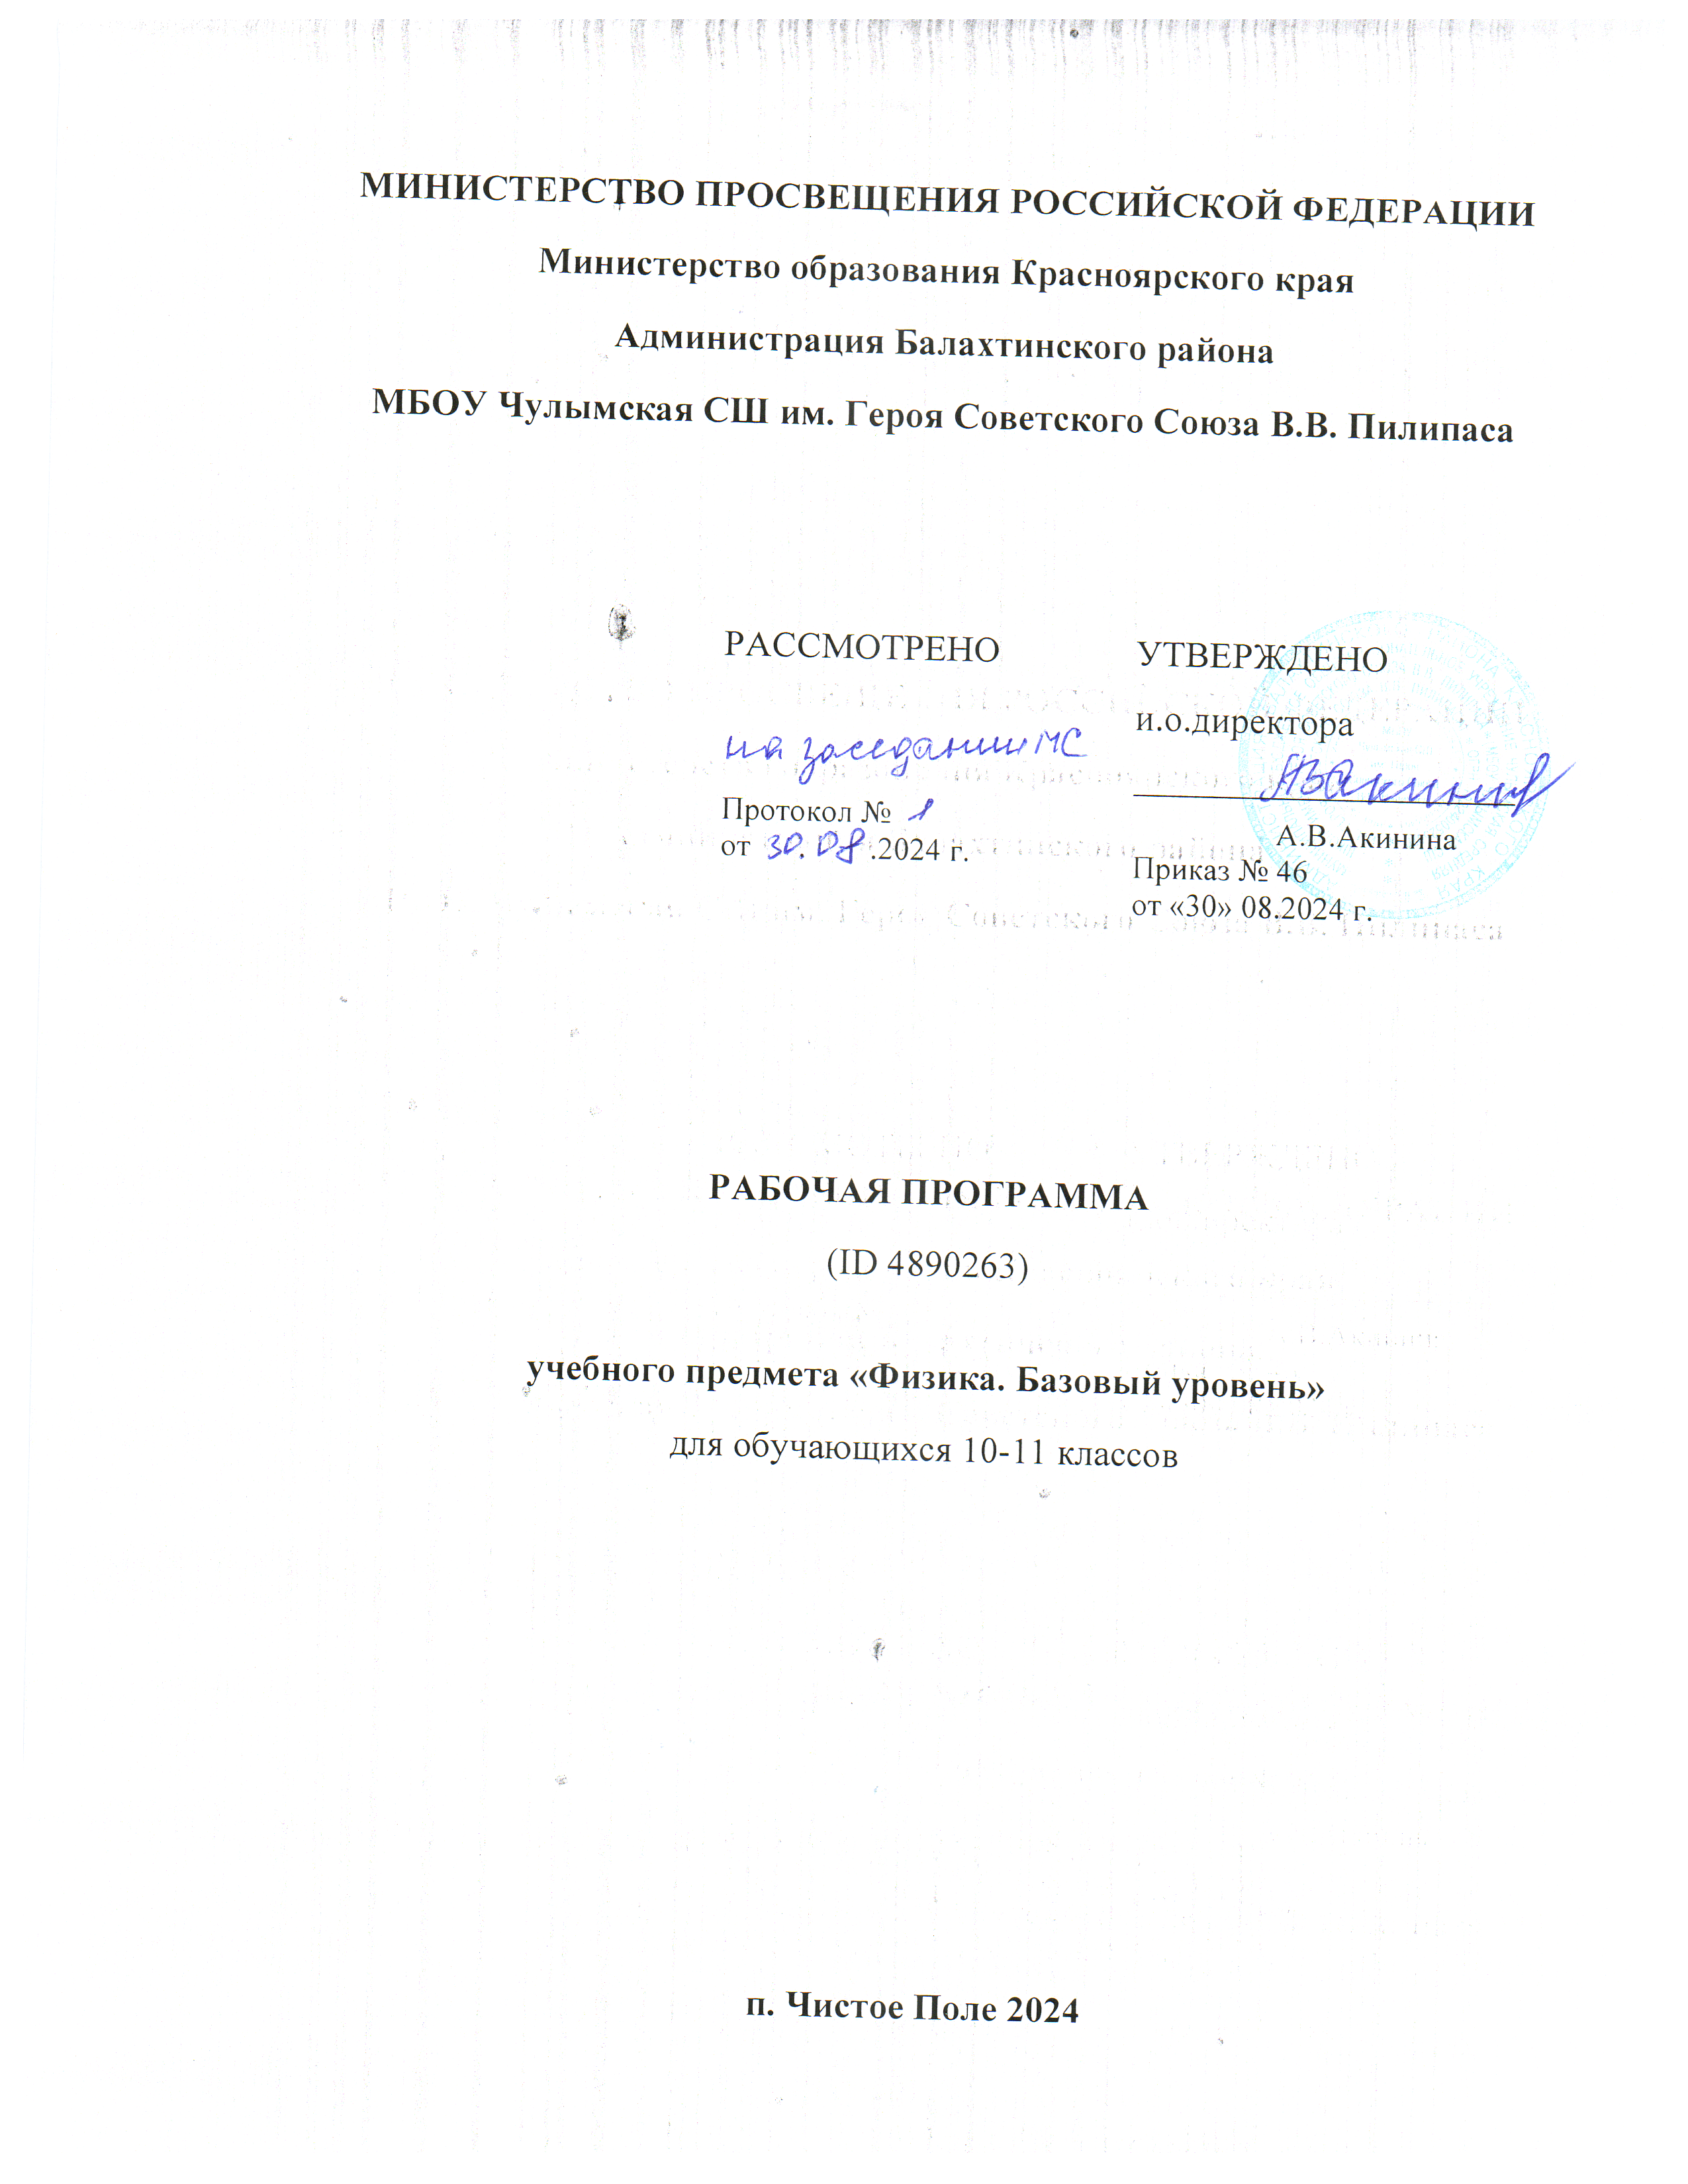 МИНИСТЕРСТВО ПРОСВЕЩЕНИЯ РОССИЙСКОЙ ФЕДЕРАЦИИ
Министерство образования Красноярского края
Администрация Балахтинского района
МБОУ Чулымская СШ им. Героя Советского Союза В.В. Пилипаса
РАССМОТРЕНО
на заседании МС
Протокол № 1
от 30.08.2024 г.
УТВЕРЖДЕНО
и.о.директора
А.В.Акинина
Приказ № 46
от «30» 08.2024 г.
РАБОЧАЯ ПРОГРАММА
(ID 4890263)
учебного предмета «Физика. Базовый уровень»
для обучающихся 10-11 классов
п. Чистое Поле 2024